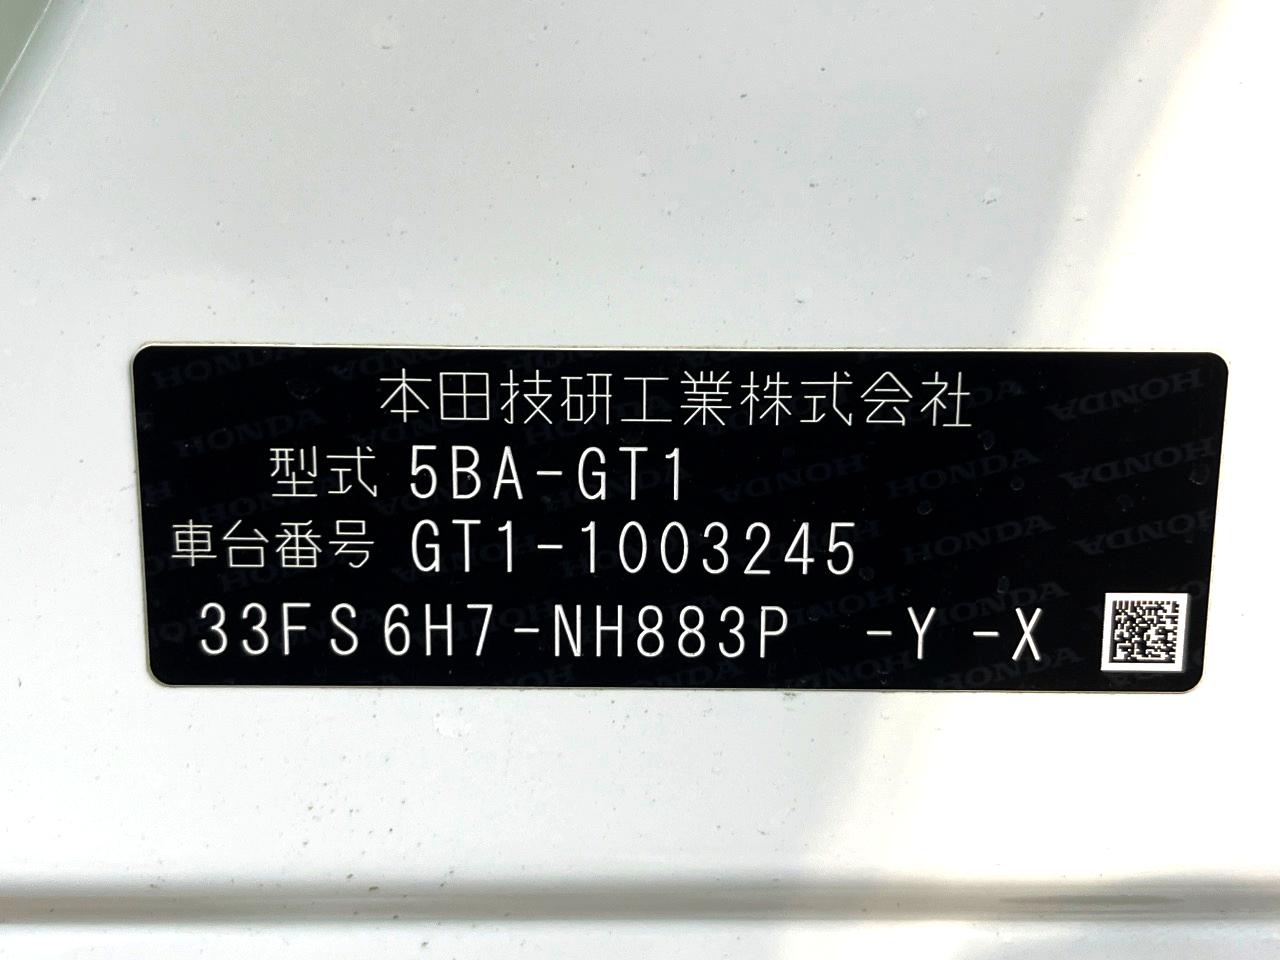 本田技研工業株式会社
型式 5BA-GT1
車台番号 GT1-1003245
33FS6H7-NH883P -Y -X